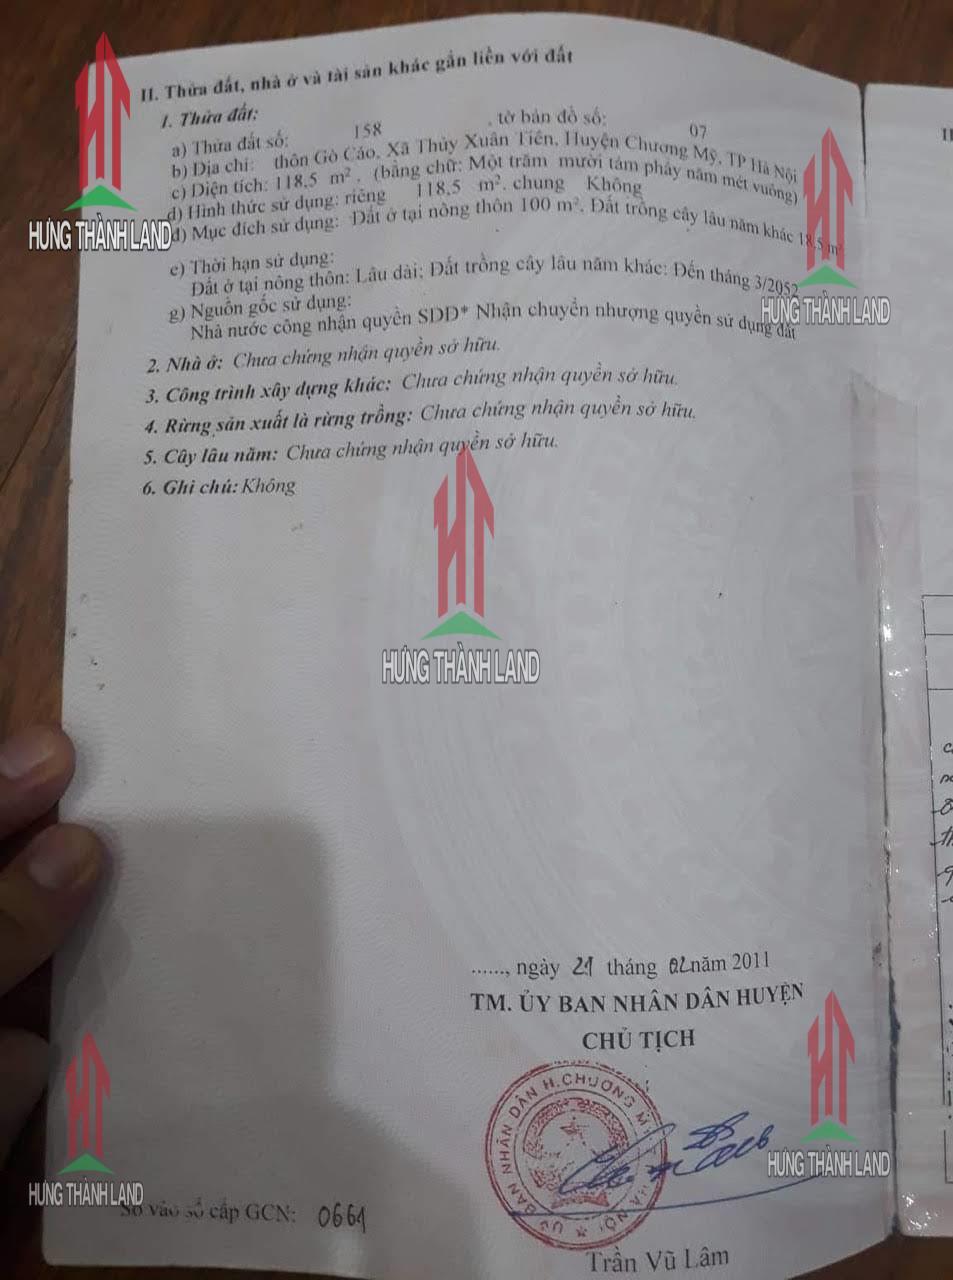 II. Thửa đất, nhà ở và tài sản khác gắn liền với đất
1. Thửa đất:
a) Thửa đất số: 158 , tờ bản đồ số: 07
b) Địa chỉ: thôn Gò Cáo, Xã Thủy Xuân Tiên, Huyện Chương Mỹ, TP Hà Nội
c) Diện tích: 118,5 m², (bằng chữ: Một trăm mười tám phảy năm mét vuông)
d) Hình thức sử dụng: riêng 118,5 m², chung Không
đ) Mục đích sử dụng: Đất ở tại nông thôn 100 m², Đất trồng cây lâu năm khác 18,5 m²
e) Thời hạn sử dụng:
Đất ở tại nông thôn: Lâu dài; Đất trồng cây lâu năm khác: Đến tháng 3/2052
g) Nguồn gốc sử dụng:
Nhà nước công nhận quyền SDĐ* Nhận chuyển nhượng quyền sử dụng đất
2. Nhà ở: Chưa chứng nhận quyền sở hữu.
3. Công trình xây dựng khác: Chưa chứng nhận quyền sở hữu.
4. Rừng sản xuất là rừng trồng: Chưa chứng nhận quyền sở hữu.
5. Cây lâu năm: Chưa chứng nhận quyền sở hữu.
6. Ghi chú: Không
HƯNG THÀNH LAND
HƯNG THÀNH LAND
HƯNG THÀNH LAND
......, ngày 21 tháng 02 năm 2011
TM. ỦY BAN NHÂN DÂN HUYỆN
CHỦ TỊCH
ỦY BAN NHÂN DÂN H.CHƯƠNG M
HÀ NỘI
HƯNG THÀNH LAND
HƯNG THÀNH LAND
Số vào sổ cấp GCN: 0661
Trần Vũ Lâm